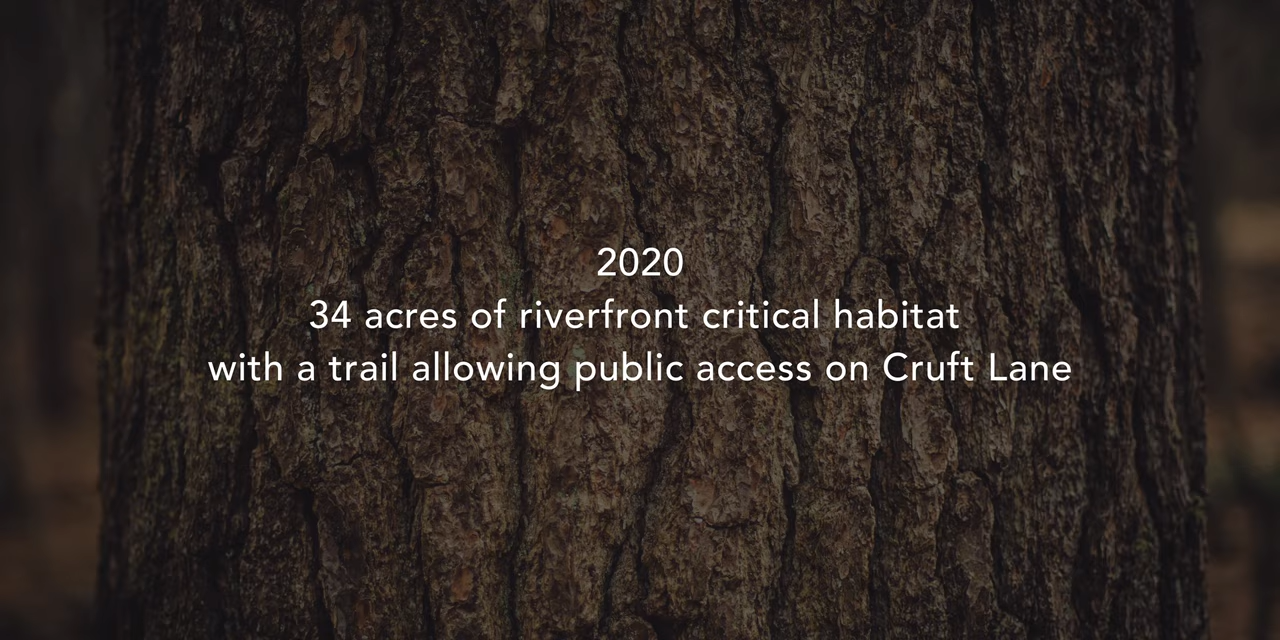 2020
34 acres of riverfront critical habitat
with a trail allowing public access on Cruft Lane